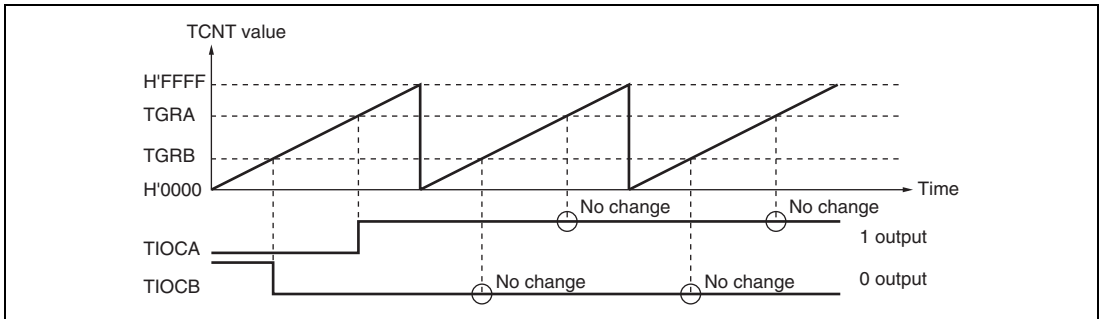 TCNT value
H'FFFF
TGRA
TGRB
H'0000
Time
No change
No change
1 output
TIOCA
No change
No change
0 output
TIOCB